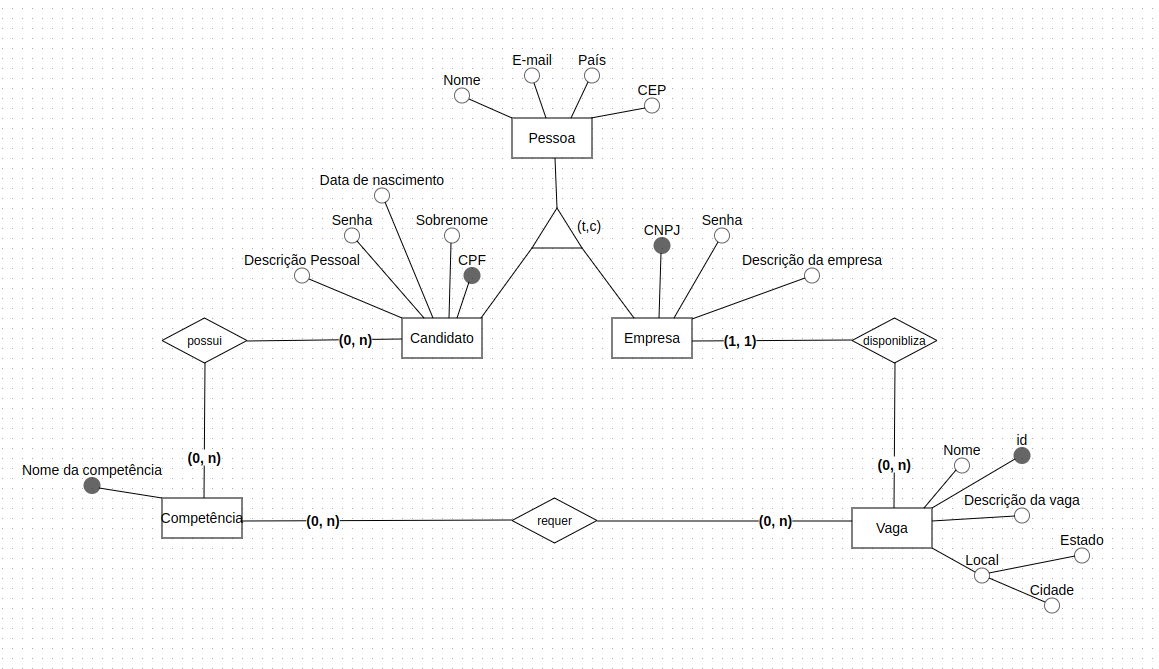 E-mail
País
Nome
CEP
Pessoa
Data de nascimento
Senha
Sobrenome
(t,c)
CNPJ
Senha
Descrição Pessoal
CPF
Descrição da empresa
possui
(0, n)
Candidato
Empresa
(1, 1)
disponibliza
(0, n)
Nome da competência
(0, n)
Nome
id
Descrição da vaga
Competência
(0, n)
requer
(0, n)
Vaga
Local
Estado
Cidade